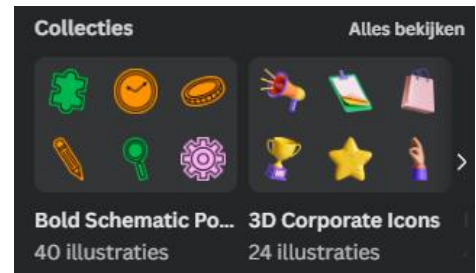 Collecties
Alles bekijken
Bold Schematic Po...
3D Corporate Icons
40 illustraties
24 illustraties